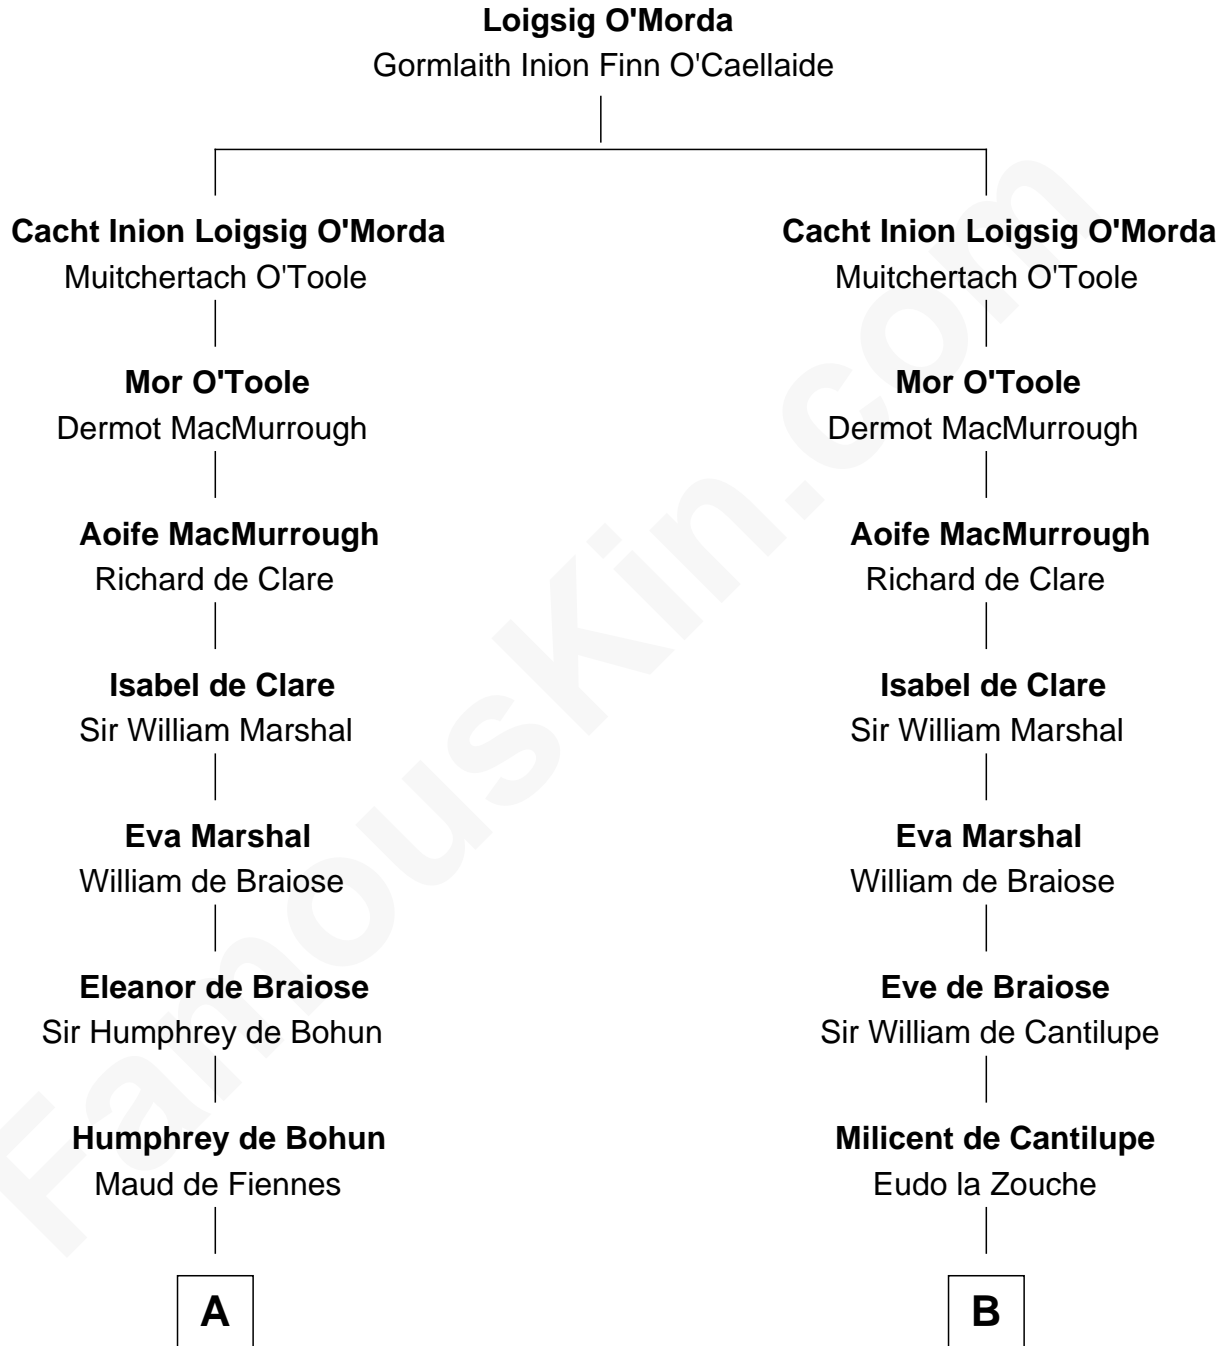 Loigsig O'Morda
Gormlaith Inion Finn O'Caellaide
Cacht Inion Loigsig O'Morda
Muitchertach O'Toole
Mor O'Toole
Dermot MacMurrough
Aoife MacMurrough
Richard de Clare
Isabel de Clare
Sir William Marshal
Eva Marshal
William de Braiose
Eleanor de Braiose
Sir Humphrey de Bohun
Humphrey de Bohun
Maud de Fiennes
A
Cacht Inion Loigsig O'Morda
Muitchertach O'Toole
Mor O'Toole
Dermot MacMurrough
Aoife MacMurrough
Richard de Clare
Isabel de Clare
Sir William Marshal
Eva Marshal
William de Braiose
Eve de Braiose
Sir William de Cantilupe
Milicent de Cantilupe
Eudo la Zouche
B
FamousKin.com